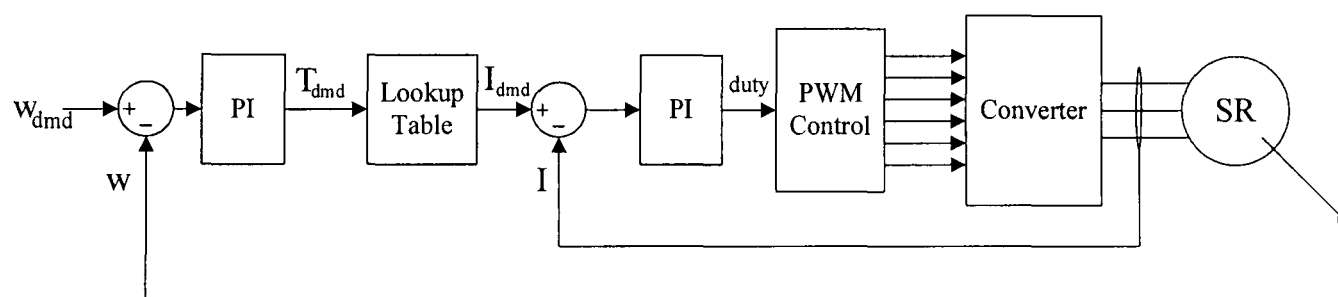 w_dmd
+
−
w
PI
T_dmd
Lookup
Table
I_dmd
+
−
I
PI
duty
PWM
Control
Converter
SR